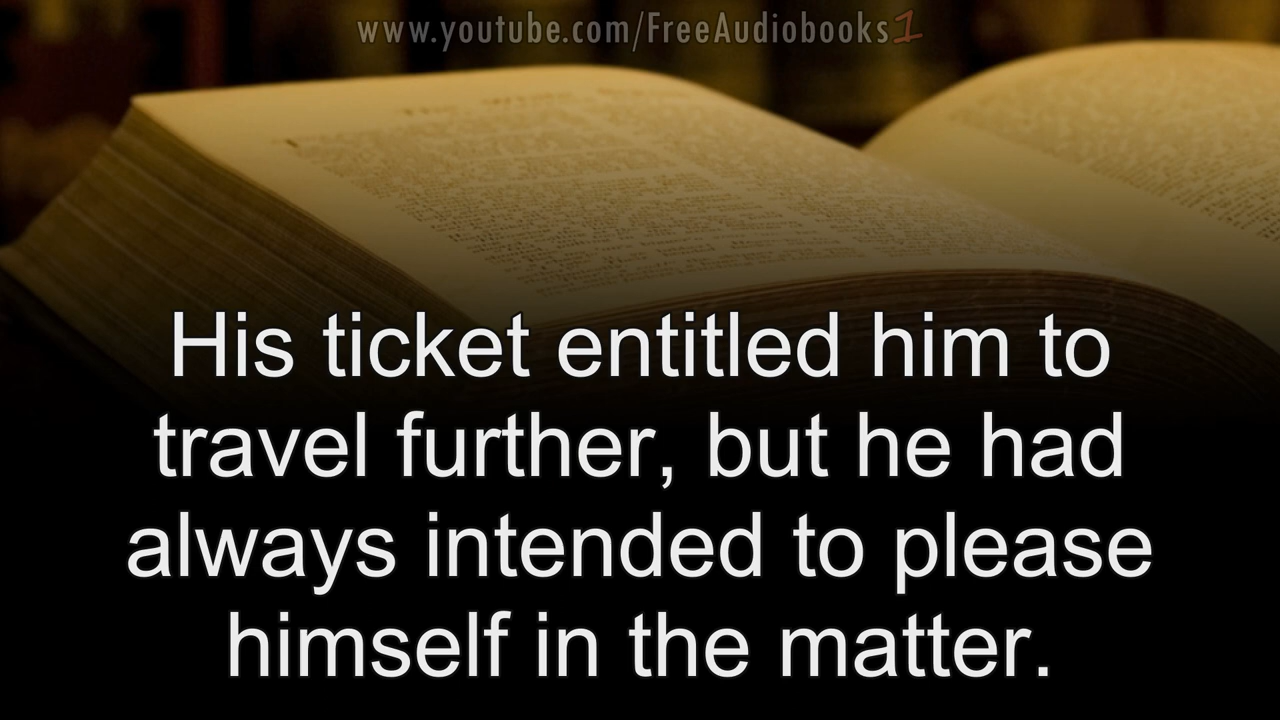 www.youtube.com/FreeAudiobooks1
His ticket entitled him to
travel further, but he had
always intended to please
himself in the matter.